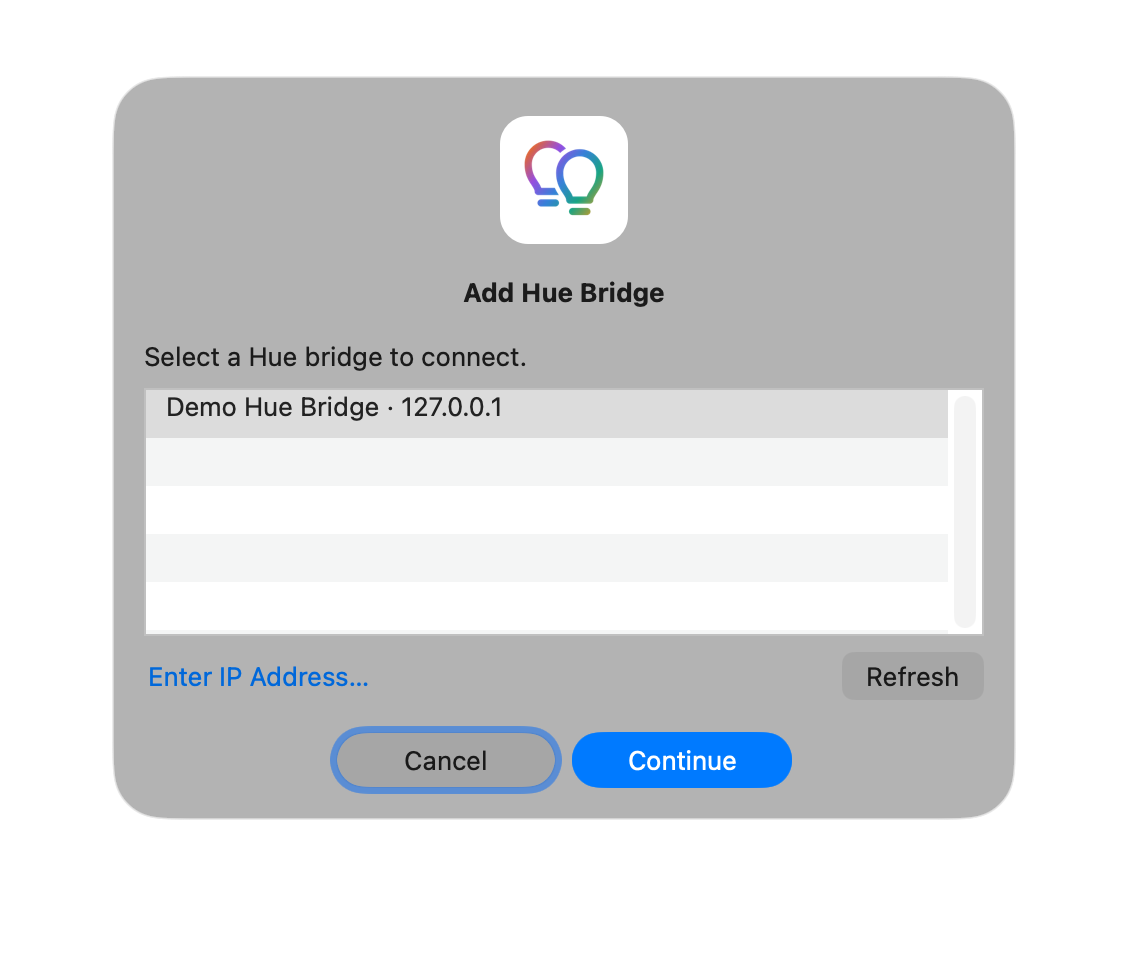 Add Hue Bridge
Select a Hue bridge to connect.
Demo Hue Bridge · 127.0.0.1
Enter IP Address...
Refresh
Cancel
Continue